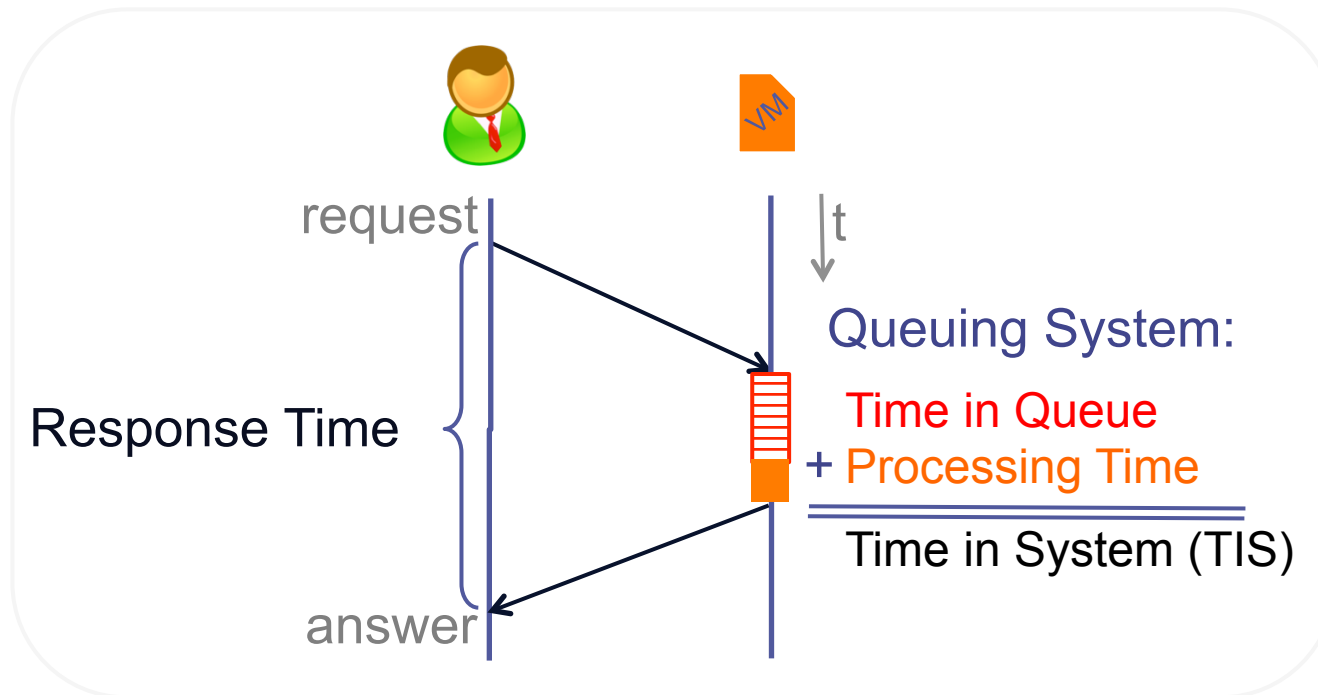 VM
request
t
Queuing System:
Time in Queue
Response Time
+ Processing Time
Time in System (TIS)
answer